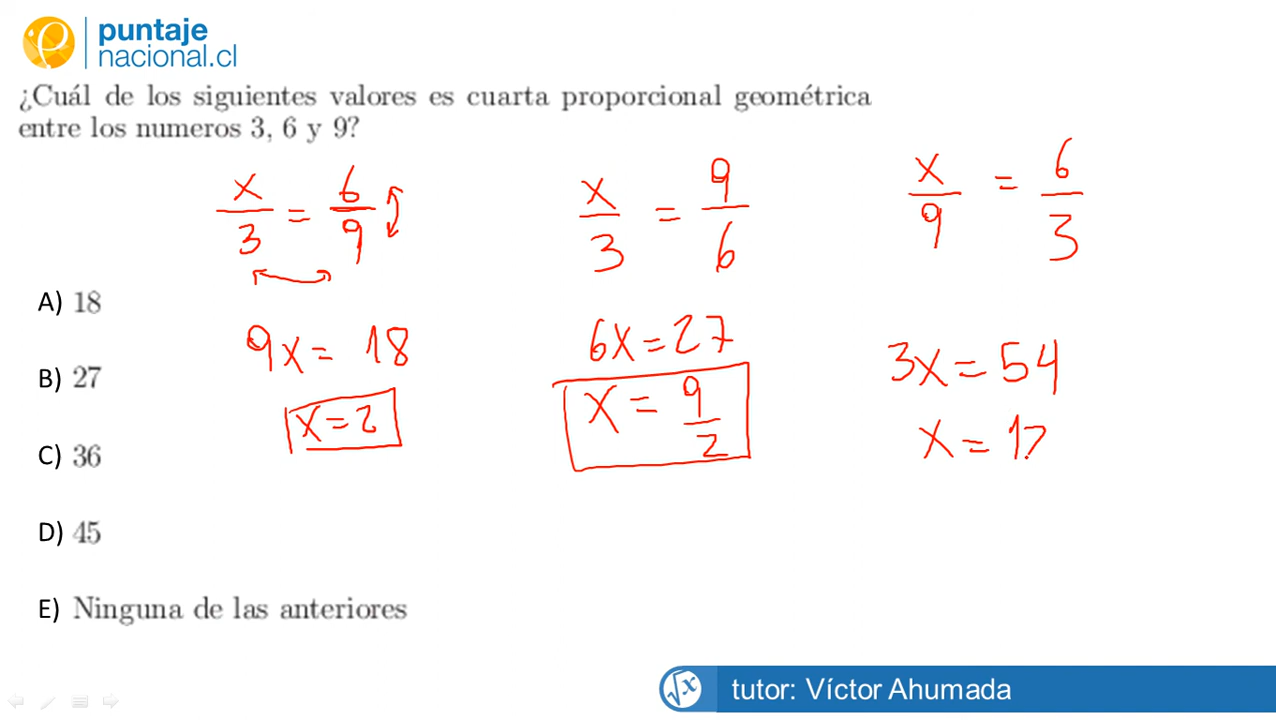 puntaje
nacional.cl
¿Cuál de los siguientes valores es cuarta proporcional geométrica
entre los numeros 3, 6 y 9?
x/3 = 6/9
x/3 = 9/6
x/9 = 6/3
A) 18
9x = 18
6x = 27
3x = 54
B) 27
x = 2
x = 9/2
C) 36
D) 45
E) Ninguna de las anteriores
√x
tutor: Víctor Ahumada